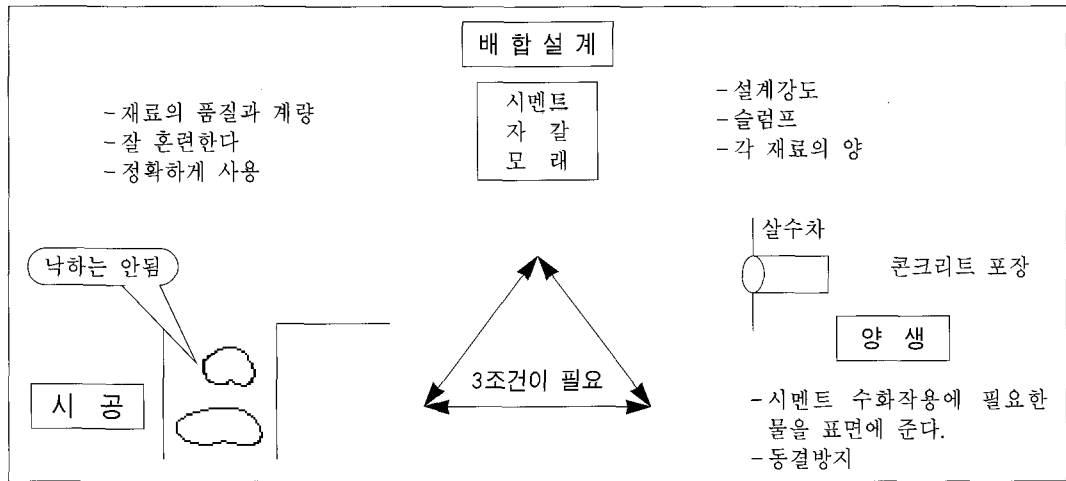 배합설계
시멘트
자 갈
모 래
-재료의 품질과 계량
-잘 혼련한다
-정확하게 사용
-설계강도
-슬럼프
-각 재료의 양
낙하는 안됨
시 공
3조건이 필요
살수차
콘크리트 포장
양 생
-시멘트 수화작용에 필요한
물을 표면에 준다.
-동결방지